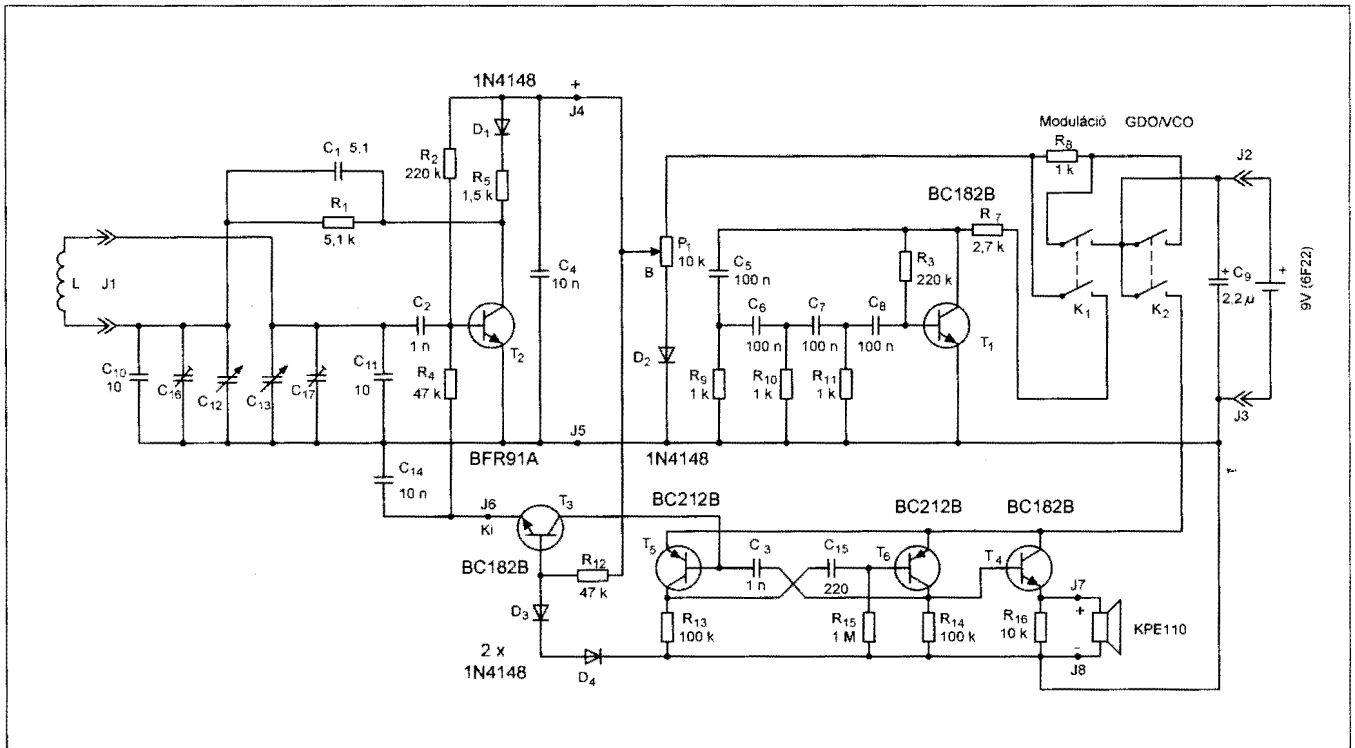 1N4148
+
J4
D1
C1 5,1
R2
220 k
R5
1,5 k
R1
5,1 k
L
J1
C2
1 n
T2
C4
10 n
C10
10
C16
C12
C13
C17
C11
10
R4
47 k
J5
BFR91A
C14
10 n
J6
Ki
T3
BC182B
R12
47 k
D3
2 x
1N4148
D4
P1
10 k
B
D2
1N4148
Moduláció
GDO/VCO
R8
1 k
BC182B
R7
2,7 k
C5
100 n
R3
220 k
C6
100 n
C7
100 n
C8
100 n
T1
R9
1 k
R10
1 k
R11
1 k
K1
K2
J2
+
C9
2,2 µ
+
9V (6F22)
J3
BC212B
BC212B
BC182B
T5
C3
1 n
C15
220
T6
T4
R13
100 k
R15
1 M
R14
100 k
R16
10 k
J7
+
KPE110
-
J8